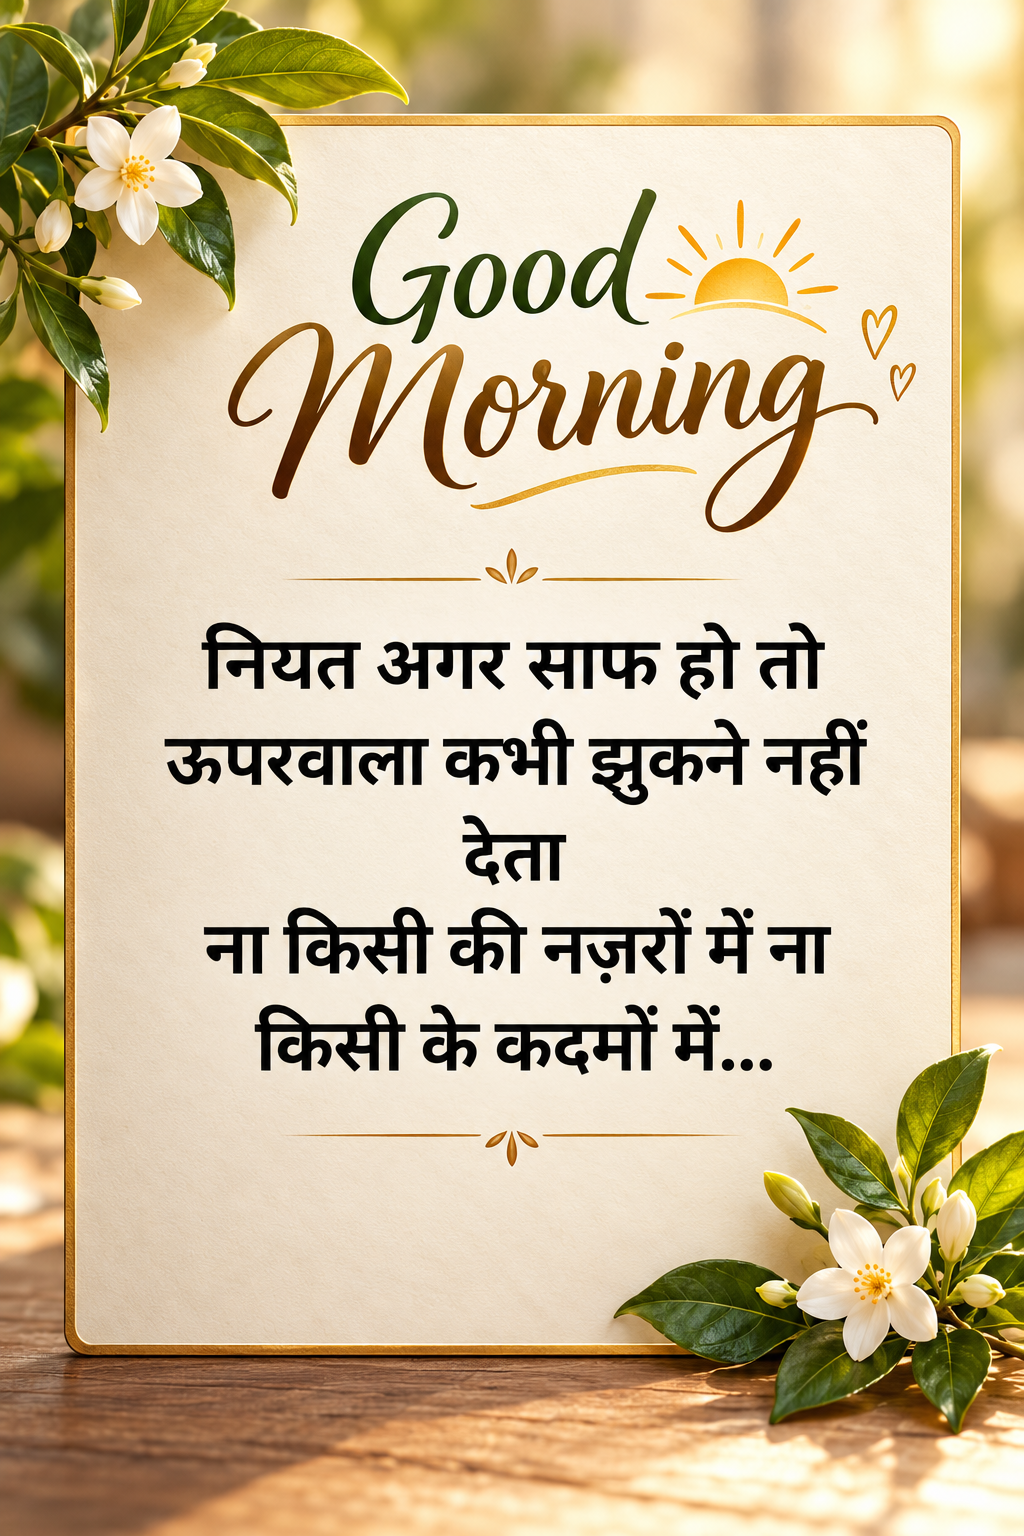 Good
Morning
नियत अगर साफ हो तो
ऊपरवाला कभी झुकने नहीं
देता
ना किसी की नज़रों में ना
किसी के कदमों में...